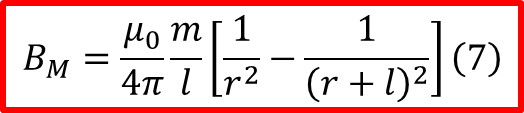 $B_M = \frac{\mu_0}{4\pi} \frac{m}{l} \left[ \frac{1}{r^2} - \frac{1}{(r+l)^2} \right] (7)$